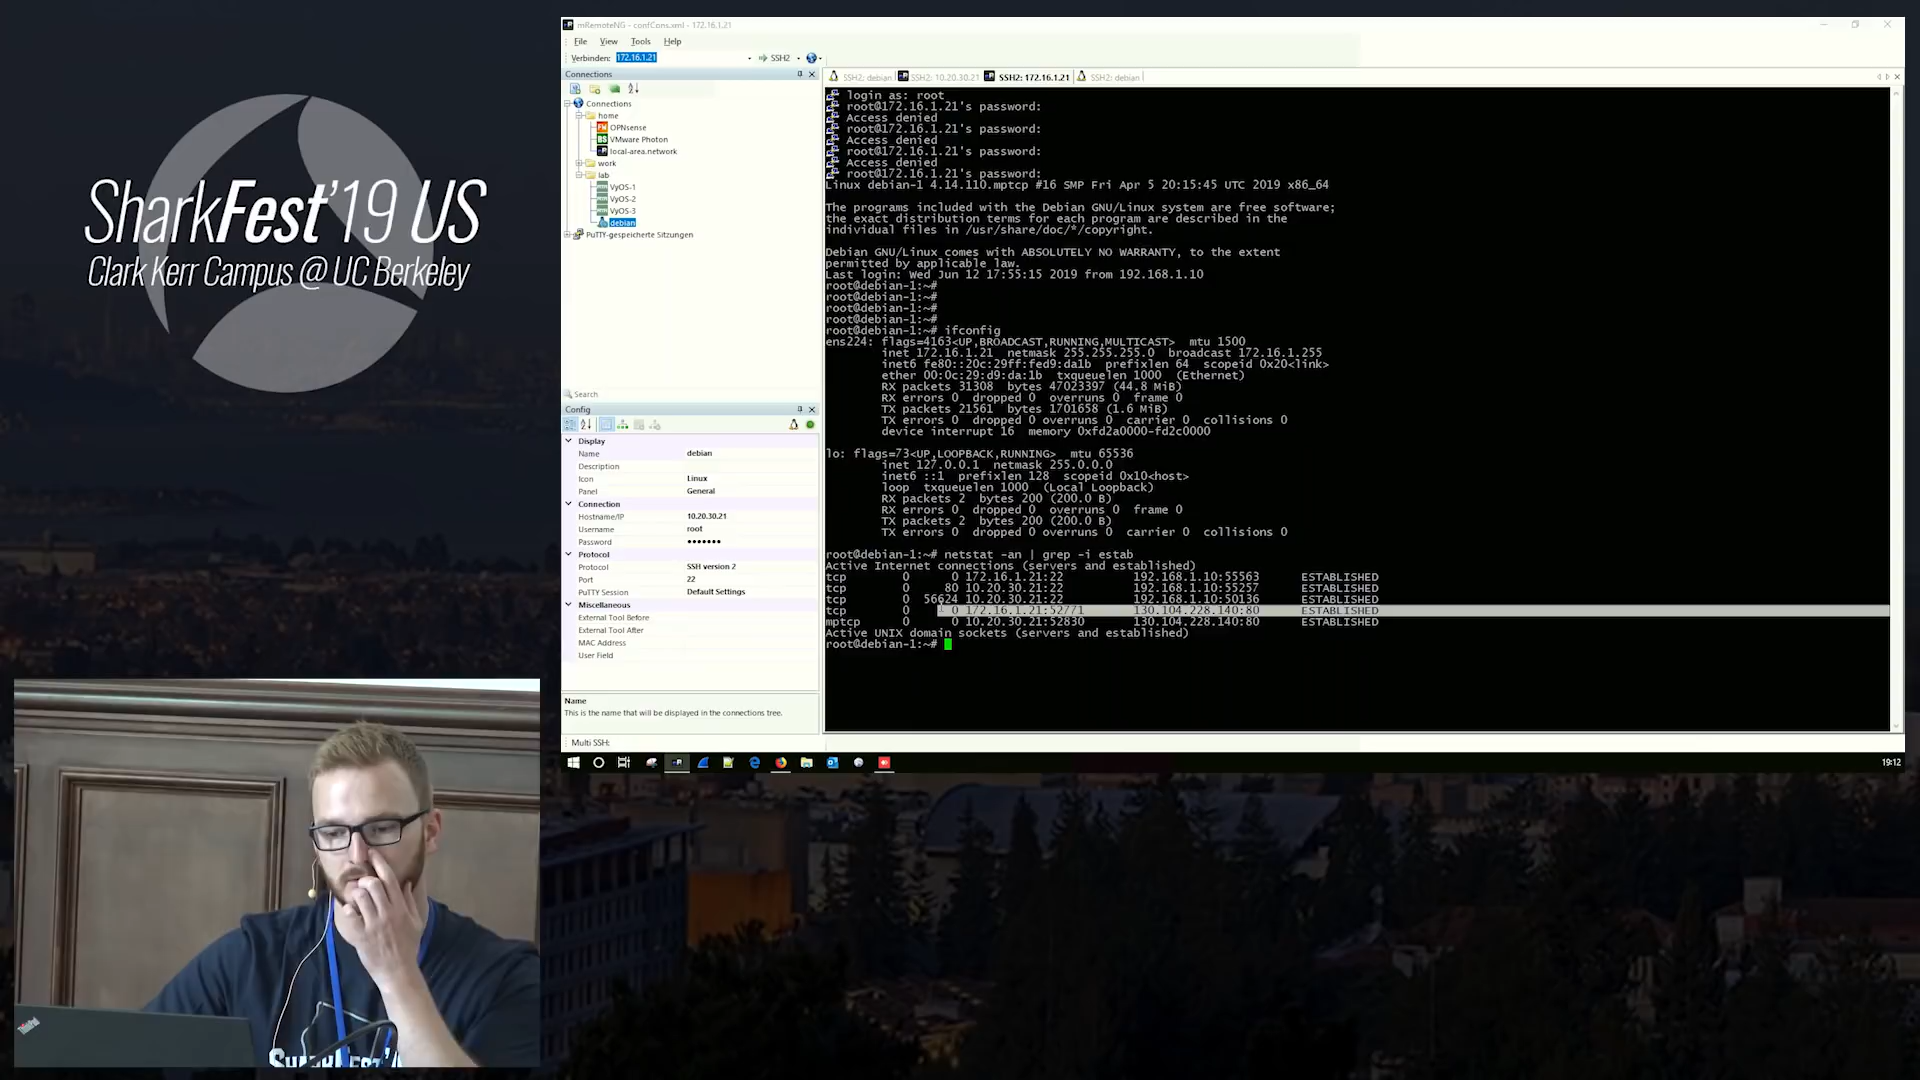 SharkFest'19 US
Clark Kerr Campus @ UC Berkeley
mRemoteNG - confCons.xml - 172.16.1.21
File View Tools Help
Verbinden: 172.16.1.21 SSH2
Connections
Connections
home
OPNsense
VMware Photon
local-area.network
work
lab
VyOS-1
VyOS-2
VyOS-3
debian
PuTTY-gespeicherte Sitzungen
Search
Config
Display
Name debian
Description
Icon Linux
Panel General
Connection
Hostname/IP 10.20.30.21
Username root
Password •••••••
Protocol
Protocol SSH version 2
Port 22
PuTTY Session Default Settings
Miscellaneous
External Tool Before
External Tool After
MAC Address
User Field
Name
This is the name that will be displayed in the connections tree.
Multi SSH:
SSH2: debian SSH2: 10.20.30.21 SSH2: 172.16.1.21 SSH2: debian
login as: root
root@172.16.1.21's password:
Access denied
root@172.16.1.21's password:
Access denied
root@172.16.1.21's password:
Access denied
root@172.16.1.21's password:
Linux debian-1 4.14.110.mptcp #16 SMP Fri Apr 5 20:15:45 UTC 2019 x86_64
The programs included with the Debian GNU/Linux system are free software;
the exact distribution terms for each program are described in the
individual files in /usr/share/doc/*/copyright.
Debian GNU/Linux comes with ABSOLUTELY NO WARRANTY, to the extent
permitted by applicable law.
Last login: Wed Jun 12 17:55:15 2019 from 192.168.1.10
root@debian-1:~#
root@debian-1:~#
root@debian-1:~#
root@debian-1:~#
root@debian-1:~# ifconfig
ens224: flags=4163<UP,BROADCAST,RUNNING,MULTICAST> mtu 1500
inet 172.16.1.21 netmask 255.255.255.0 broadcast 172.16.1.255
inet6 fe80::20c:29ff:fed9:da1b prefixlen 64 scopeid 0x20<link>
ether 00:0c:29:d9:da:1b txqueuelen 1000 (Ethernet)
RX packets 31308 bytes 47023397 (44.8 MiB)
RX errors 0 dropped 0 overruns 0 frame 0
TX packets 21561 bytes 1701658 (1.6 MiB)
TX errors 0 dropped 0 overruns 0 carrier 0 collisions 0
device interrupt 16 memory 0xfd2a0000-fd2c0000
lo: flags=73<UP,LOOPBACK,RUNNING> mtu 65536
inet 127.0.0.1 netmask 255.0.0.0
inet6 ::1 prefixlen 128 scopeid 0x10<host>
loop txqueuelen 1000 (Local Loopback)
RX packets 2 bytes 200 (200.0 B)
RX errors 0 dropped 0 overruns 0 frame 0
TX packets 2 bytes 200 (200.0 B)
TX errors 0 dropped 0 overruns 0 carrier 0 collisions 0
root@debian-1:~# netstat -an | grep -i estab
Active Internet connections (servers and established)
tcp 0 0 172.16.1.21:22 192.168.1.10:55563 ESTABLISHED
tcp 0 80 10.20.30.21:22 192.168.1.10:55257 ESTABLISHED
tcp 0 56624 10.20.30.21:22 192.168.1.10:50136 ESTABLISHED
tcp 0 0 172.16.1.21:52771 130.104.228.140:80 ESTABLISHED
mptcp 0 0 10.20.30.21:52830 130.104.228.140:80 ESTABLISHED
Active UNIX domain sockets (servers and established)
root@debian-1:~#
19:12
ThinkPad